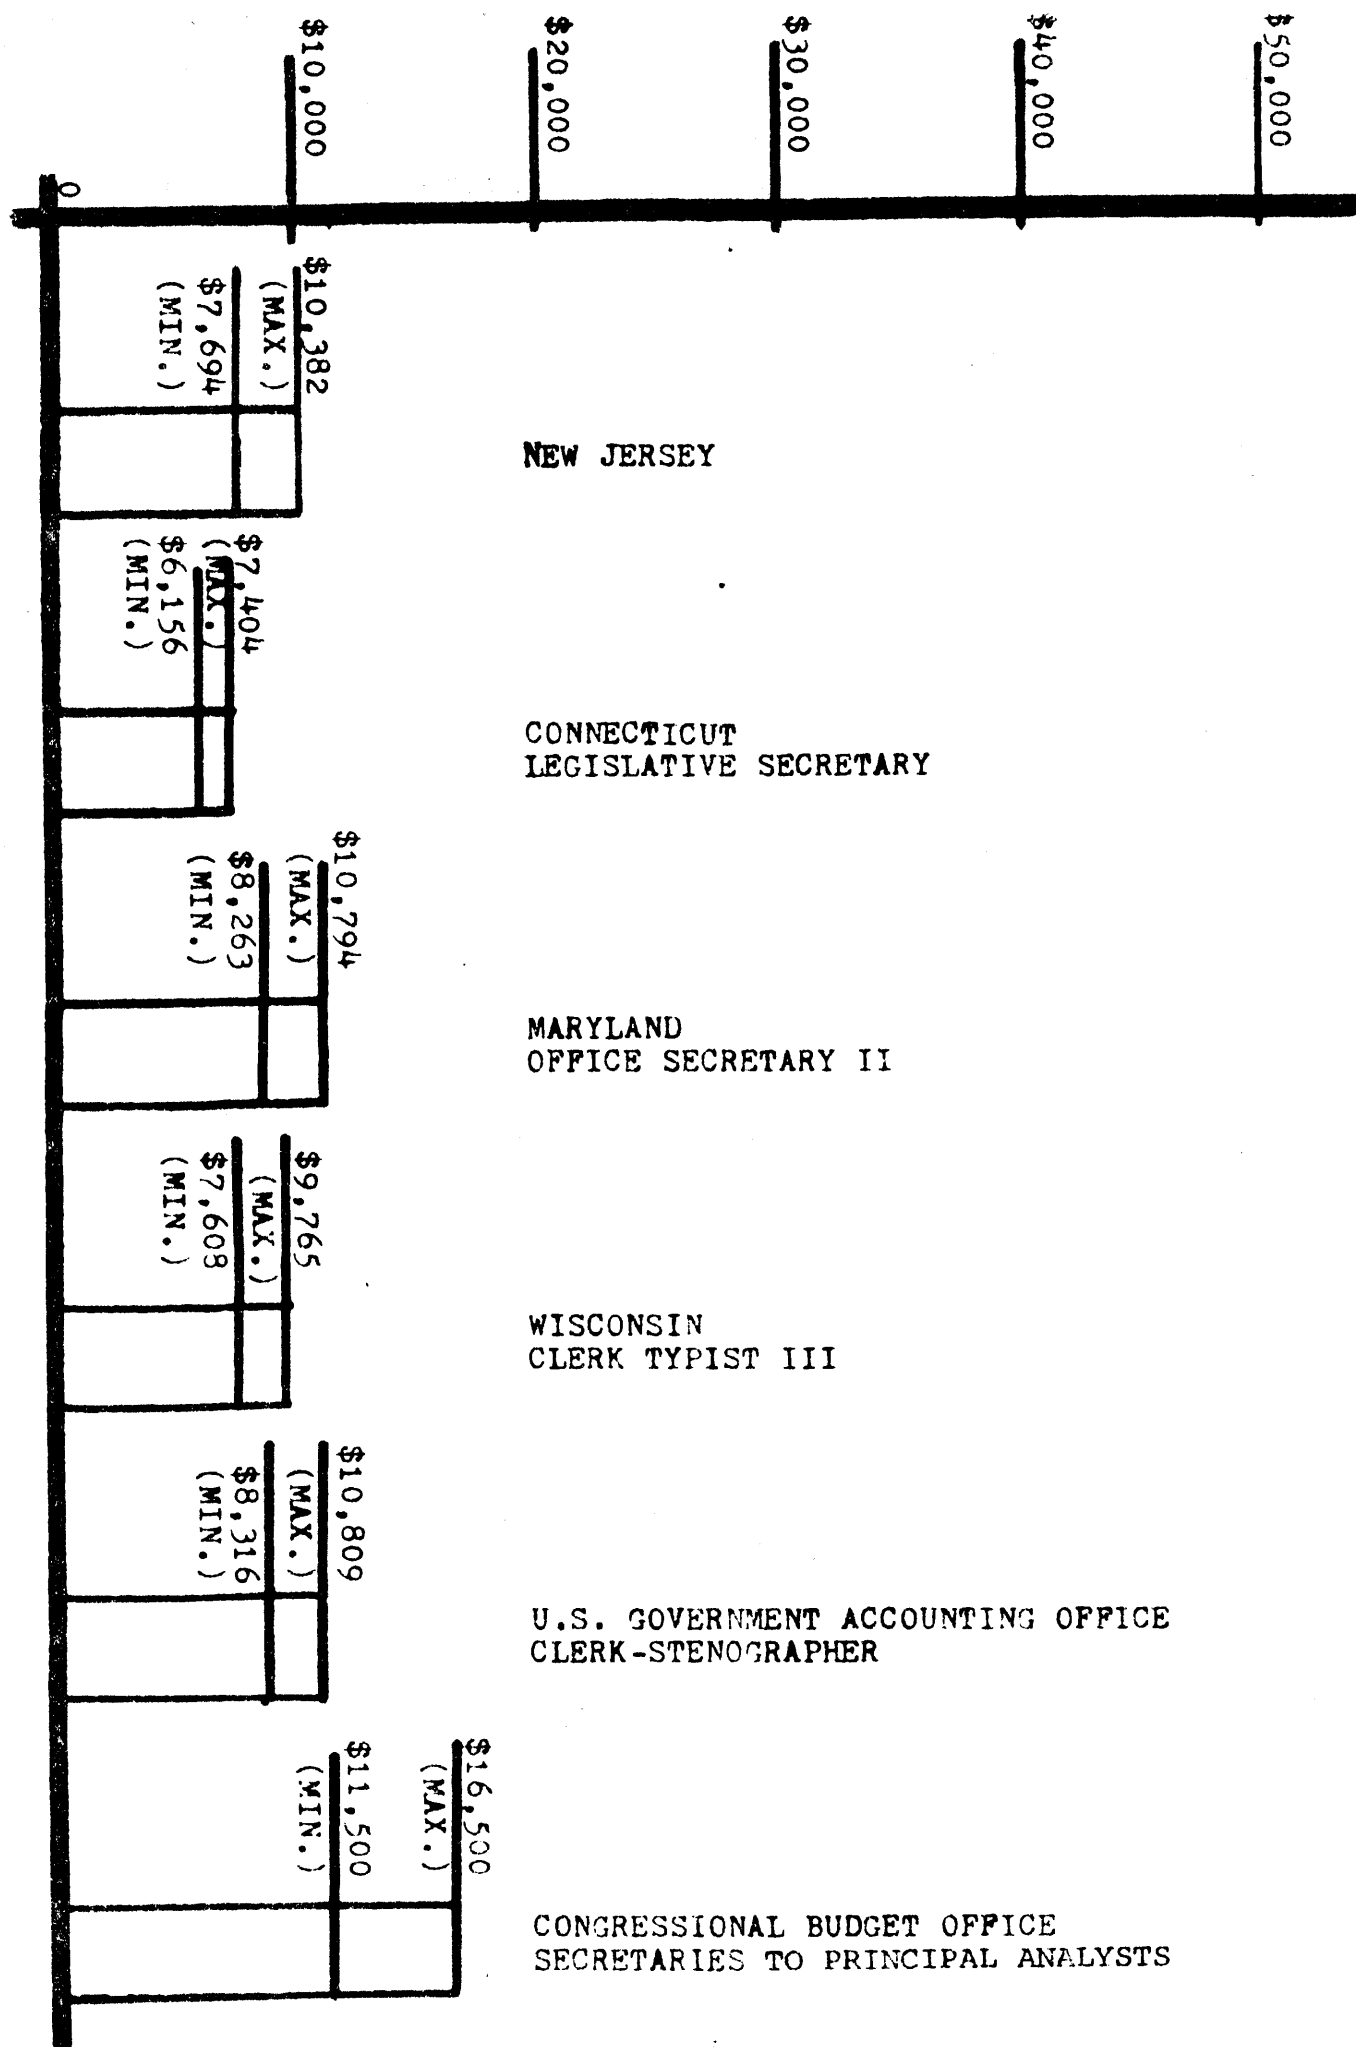 $50,000
$40,000
$30,000
$20,000
$10,000
0
$10,382
(MAX.)
$7,694
(MIN.)
NEW JERSEY
$7,404
(MAX.)
$6,156
(MIN.)
CONNECTICUT
LEGISLATIVE SECRETARY
$10,794
(MAX.)
$8,263
(MIN.)
MARYLAND
OFFICE SECRETARY II
$9,765
(MAX.)
$7,608
(MIN.)
WISCONSIN
CLERK TYPIST III
$10,809
(MAX.)
$8,316
(MIN.)
U.S. GOVERNMENT ACCOUNTING OFFICE
CLERK-STENOGRAPHER
$16,500
(MAX.)
$11,500
(MIN.)
CONGRESSIONAL BUDGET OFFICE
SECRETARIES TO PRINCIPAL ANALYSTS